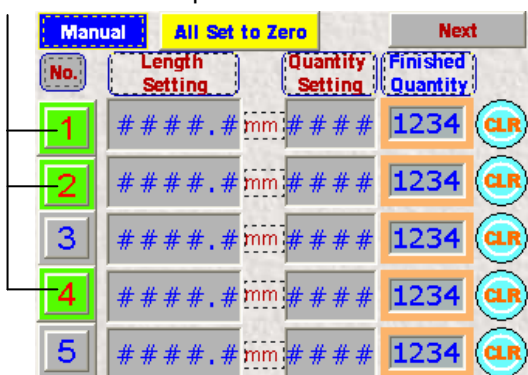 Manual All Set to Zero Next
No. Length Setting Quantity Setting Finished Quantity
1 ####.# mm #### 1234 CLR
2 ####.# mm #### 1234 CLR
3 ####.# mm #### 1234 CLR
4 ####.# mm #### 1234 CLR
5 ####.# mm #### 1234 CLR